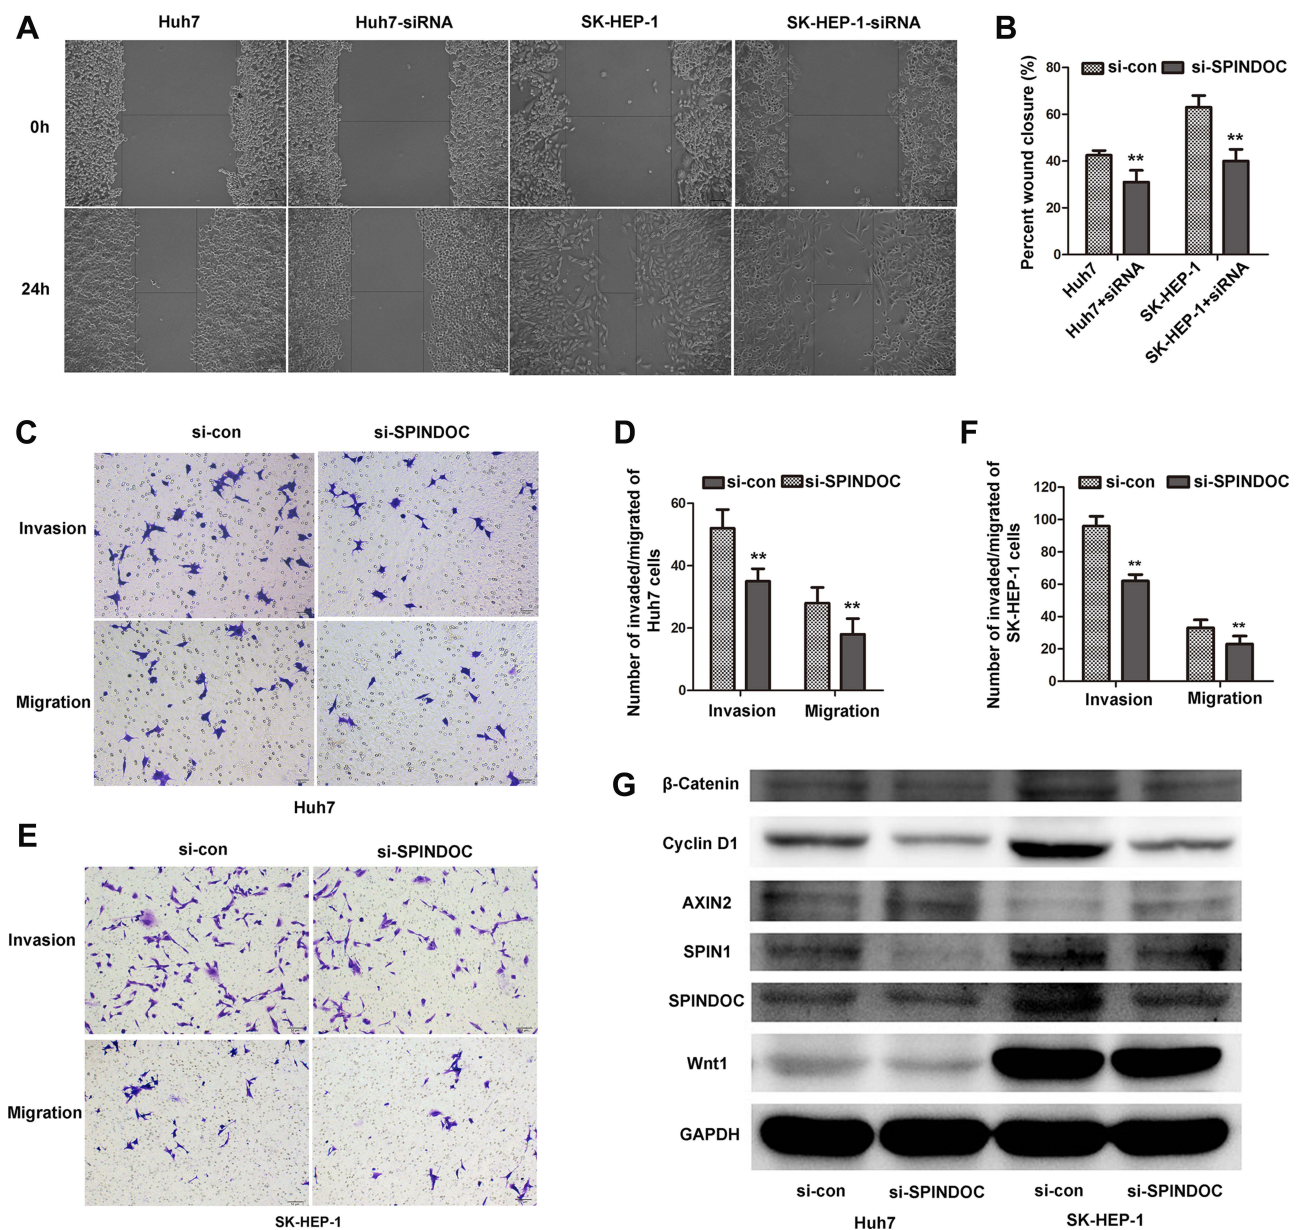 A
Huh7
Huh7-siRNA
SK-HEP-1
SK-HEP-1-siRNA
0h
24h
B
si-con
si-SPINDOC
Percent wound closure (%)
80
60
40
20
0
**
**
Huh7
Huh7+siRNA
SK-HEP-1
SK-HEP-1+siRNA
C
si-con
si-SPINDOC
Invasion
Migration
Huh7
D
si-con
si-SPINDOC
Number of invaded/migrated of
Huh7 cells
60
40
20
0
**
**
Invasion
Migration
F
si-con
si-SPINDOC
Number of invaded/migrated of
SK-HEP-1 cells
120
100
80
60
40
20
0
**
**
Invasion
Migration
E
si-con
si-SPINDOC
Invasion
Migration
SK-HEP-1
G
β-Catenin
Cyclin D1
AXIN2
SPIN1
SPINDOC
Wnt1
GAPDH
si-con
si-SPINDOC
si-con
si-SPINDOC
Huh7
SK-HEP-1